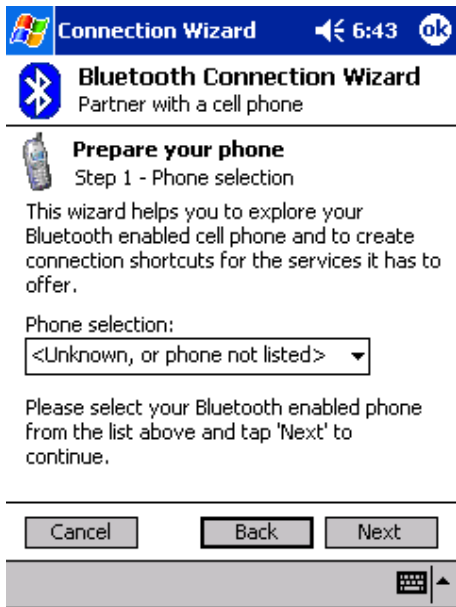 Connection Wizard 6:43 ok
Bluetooth Connection Wizard
Partner with a cell phone
Prepare your phone
Step 1 - Phone selection
This wizard helps you to explore your
Bluetooth enabled cell phone and to create
connection shortcuts for the services it has to
offer.
Phone selection:
<Unknown, or phone not listed>
Please select your Bluetooth enabled phone
from the list above and tap 'Next' to
continue.
Cancel Back Next